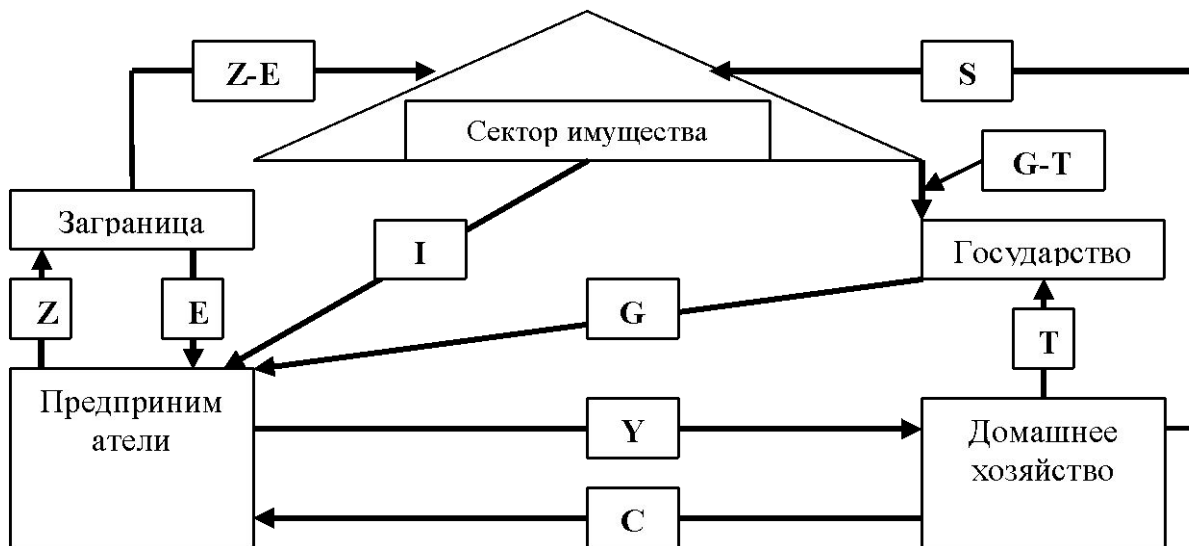 Z-E
S
Сектор имущества
G-T
Заграница
I
Государство
Z
E
G
T
Предприним
атели
Y
Домашнее
хозяйство
C